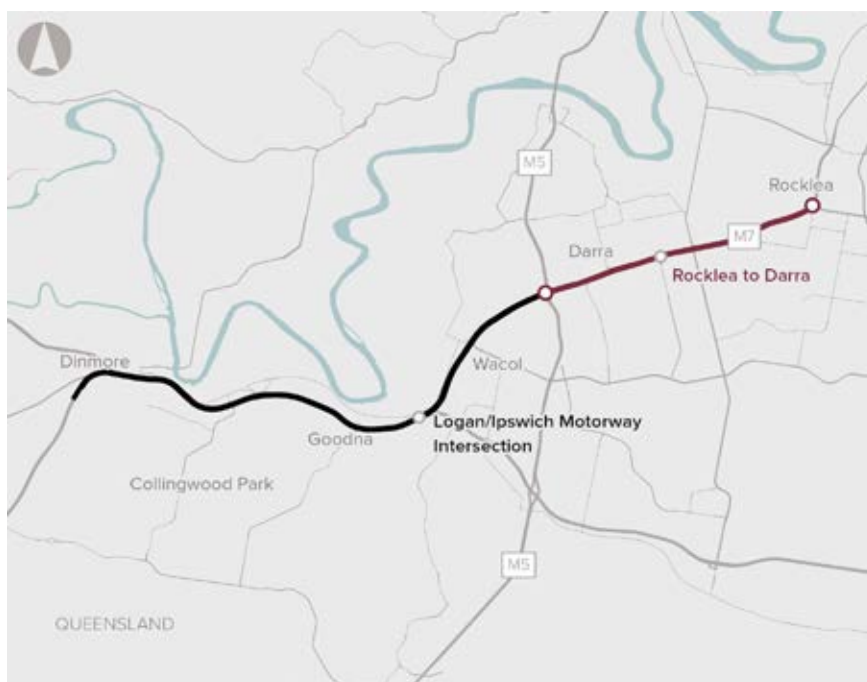 M5
Rocklea
M7
Darra
Rocklea to Darra
Dinmore
Wacol
Logan/Ipswich Motorway
Intersection
Goodna
Collingwood Park
M5
QUEENSLAND